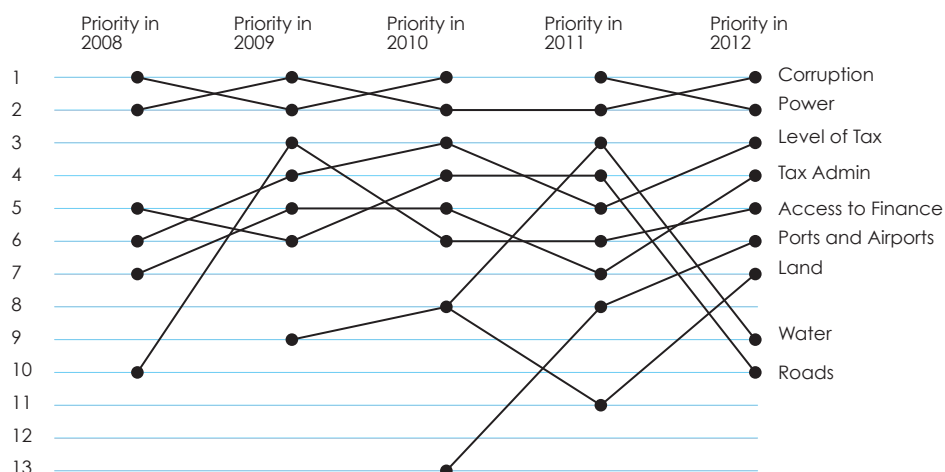 Priority in
2008
Priority in
2009
Priority in
2010
Priority in
2011
Priority in
2012
1
2
3
4
5
6
7
8
9
10
11
12
13
Corruption
Power
Level of Tax
Tax Admin
Access to Finance
Ports and Airports
Land
Water
Roads